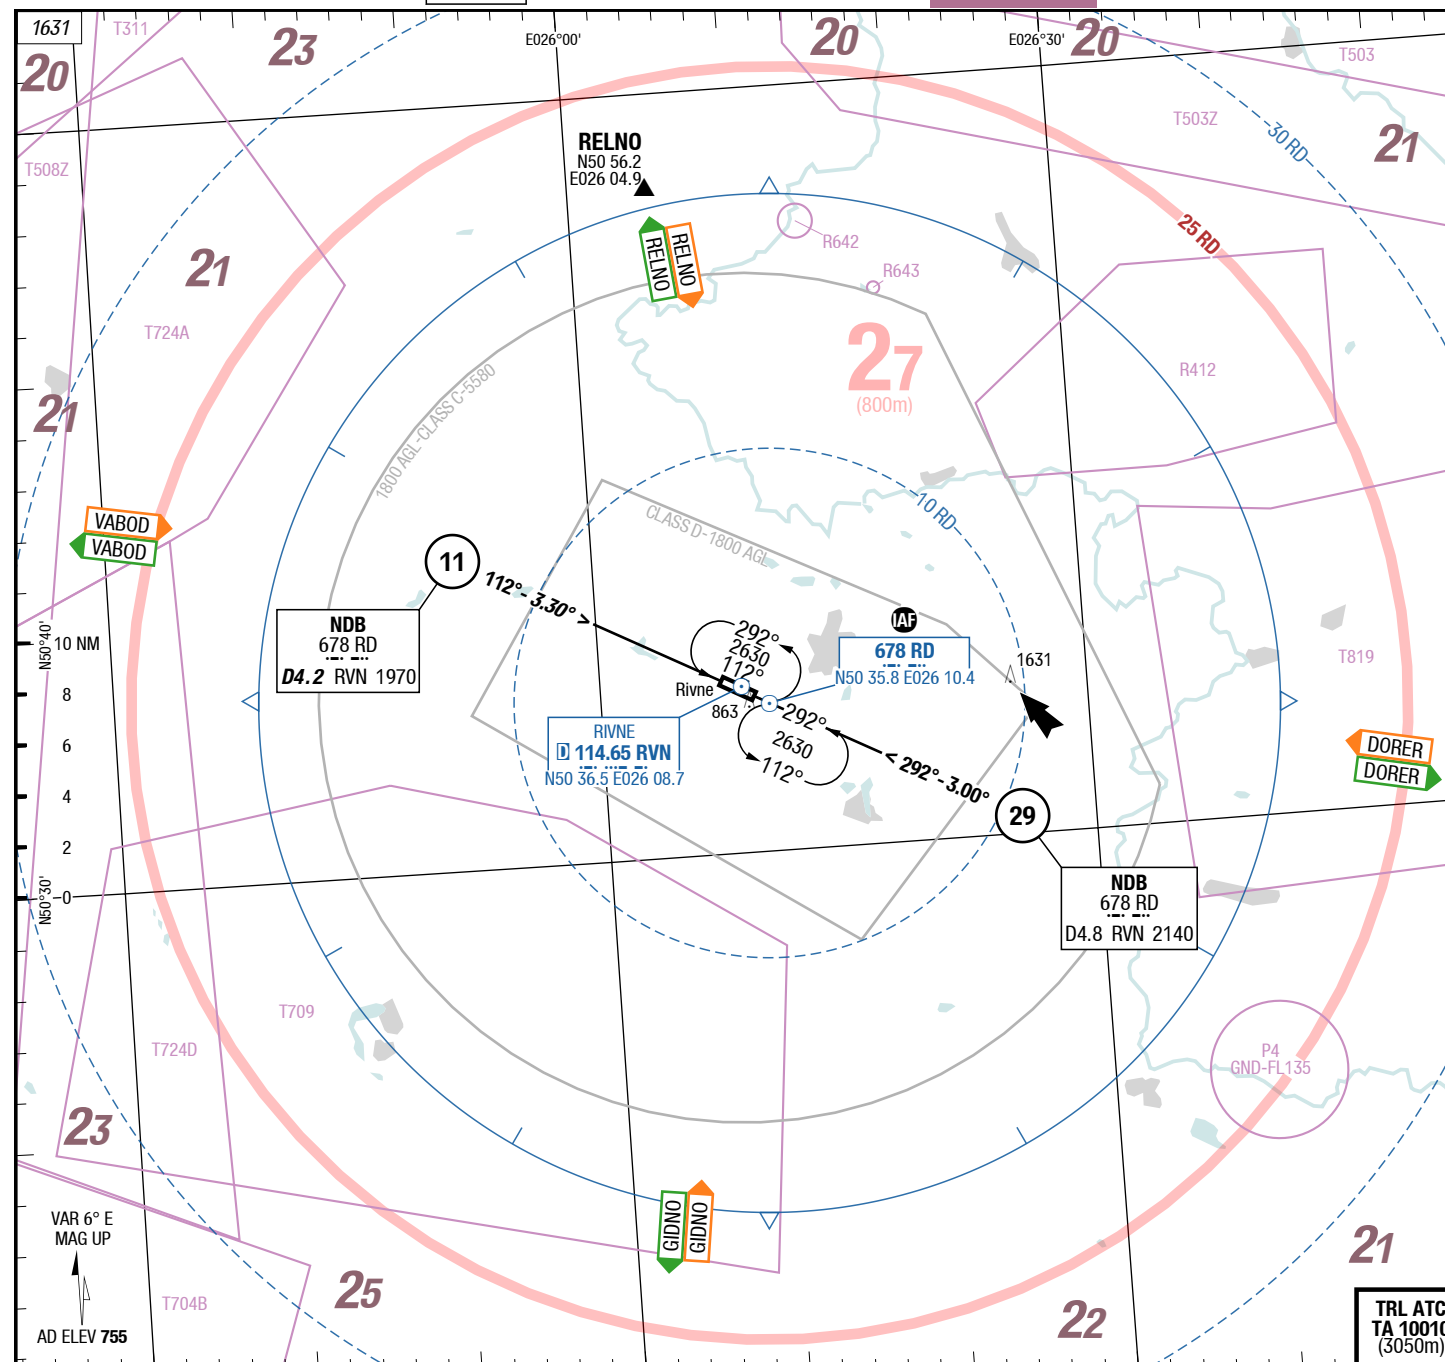 1631
T311
23
E026°00'
20
E026°30'
20
T503
20
T503Z
30 RD
21
T508Z
RELNO
N50 56.2
E026 04.9
25 RD
R642
RELNO
RELNO
R643
21
T724A
27
(800m)
R412
1800 AGL-CLASS C-5580
21
10 RD
CLASS D-1800 AGL
VABOD
VABOD
11
112°- 3.30° >
NDB
678 RD
D4.2 RVN 1970
IAF
678 RD
N50 35.8 E026 10.4
292°
2630
112°
N50°40'
10 NM
8
6
4
2
0
N50°30'
Rivne
863
1631
T819
RIVNE
D 114.65 RVN
N50 36.5 E026 08.7
292°
2630
112°
< 292°-3.00°
DORER
DORER
29
NDB
678 RD
D4.8 RVN 2140
T709
T724D
P4
GND-FL135
23
GIDNO
GIDNO
VAR 6° E
MAG UP
AD ELEV 755
T704B
25
22
21
TRL ATC
TA 10010
(3050m)